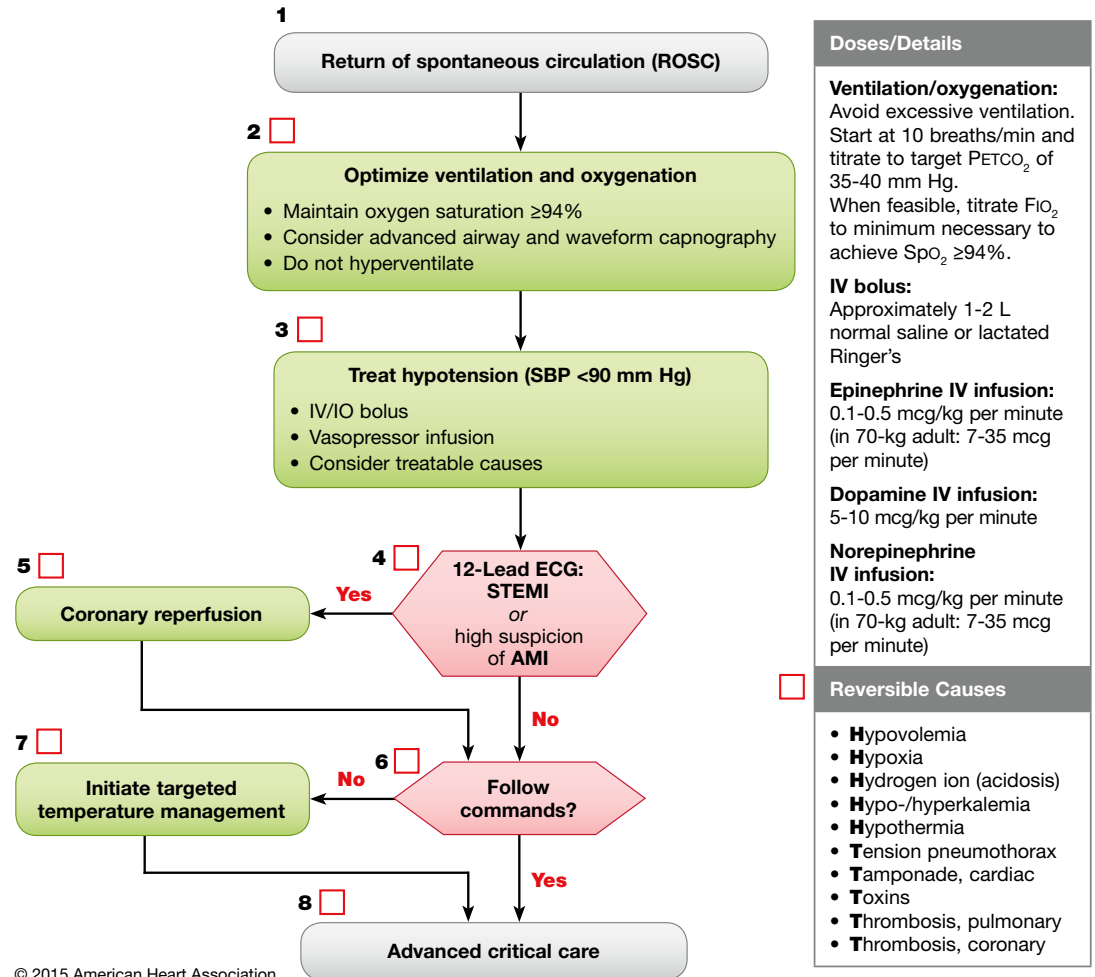 1
Return of spontaneous circulation (ROSC)
2
Optimize ventilation and oxygenation
• Maintain oxygen saturation ≥94%
• Consider advanced airway and waveform capnography
• Do not hyperventilate
3
Treat hypotension (SBP <90 mm Hg)
• IV/IO bolus
• Vasopressor infusion
• Consider treatable causes
4
12-Lead ECG:
STEMI
or
high suspicion
of AMI
Yes
5
Coronary reperfusion
No
6
Follow
commands?
No
7
Initiate targeted
temperature management
Yes
8
Advanced critical care
© 2015 American Heart Association
Doses/Details
Ventilation/oxygenation:
Avoid excessive ventilation.
Start at 10 breaths/min and
titrate to target PETCO₂ of
35-40 mm Hg.
When feasible, titrate FIO₂
to minimum necessary to
achieve SpO₂ ≥94%.
IV bolus:
Approximately 1-2 L
normal saline or lactated
Ringer's
Epinephrine IV infusion:
0.1-0.5 mcg/kg per minute
(in 70-kg adult: 7-35 mcg
per minute)
Dopamine IV infusion:
5-10 mcg/kg per minute
Norepinephrine
IV infusion:
0.1-0.5 mcg/kg per minute
(in 70-kg adult: 7-35 mcg
per minute)
Reversible Causes
• Hypovolemia
• Hypoxia
• Hydrogen ion (acidosis)
• Hypo-/hyperkalemia
• Hypothermia
• Tension pneumothorax
• Tamponade, cardiac
• Toxins
• Thrombosis, pulmonary
• Thrombosis, coronary